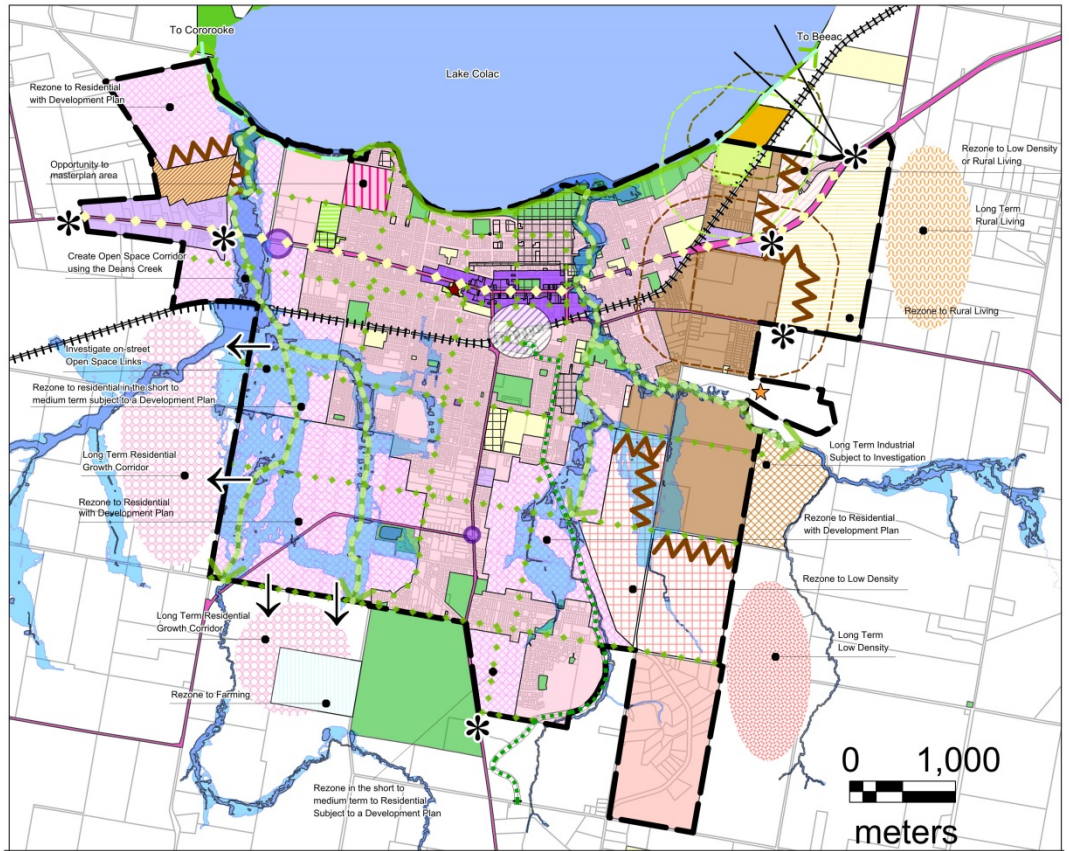 To Cororooke
To Beeac
Lake Colac
Rezone to Residential
with Development Plan
Opportunity to
masterplan area
Create Open Space Corridor
using the Deans Creek
Investigate on-street
Open Space Links
Rezone to residential in the short to
medium term subject to a Development Plan
Long Term Residential
Growth Corridor
Rezone to Residential
with Development Plan
Long Term Residential
Growth Corridor
Rezone to Farming
Rezone in the short to
medium term to Residential
Subject to a Development Plan
Rezone to Low Density
or Rural Living
Long Term
Rural Living
Rezone to Rural Living
Long Term Industrial
Subject to Investigation
Rezone to Residential
with Development Plan
Rezone to Low Density
Long Term
Low Density
0 1,000
meters